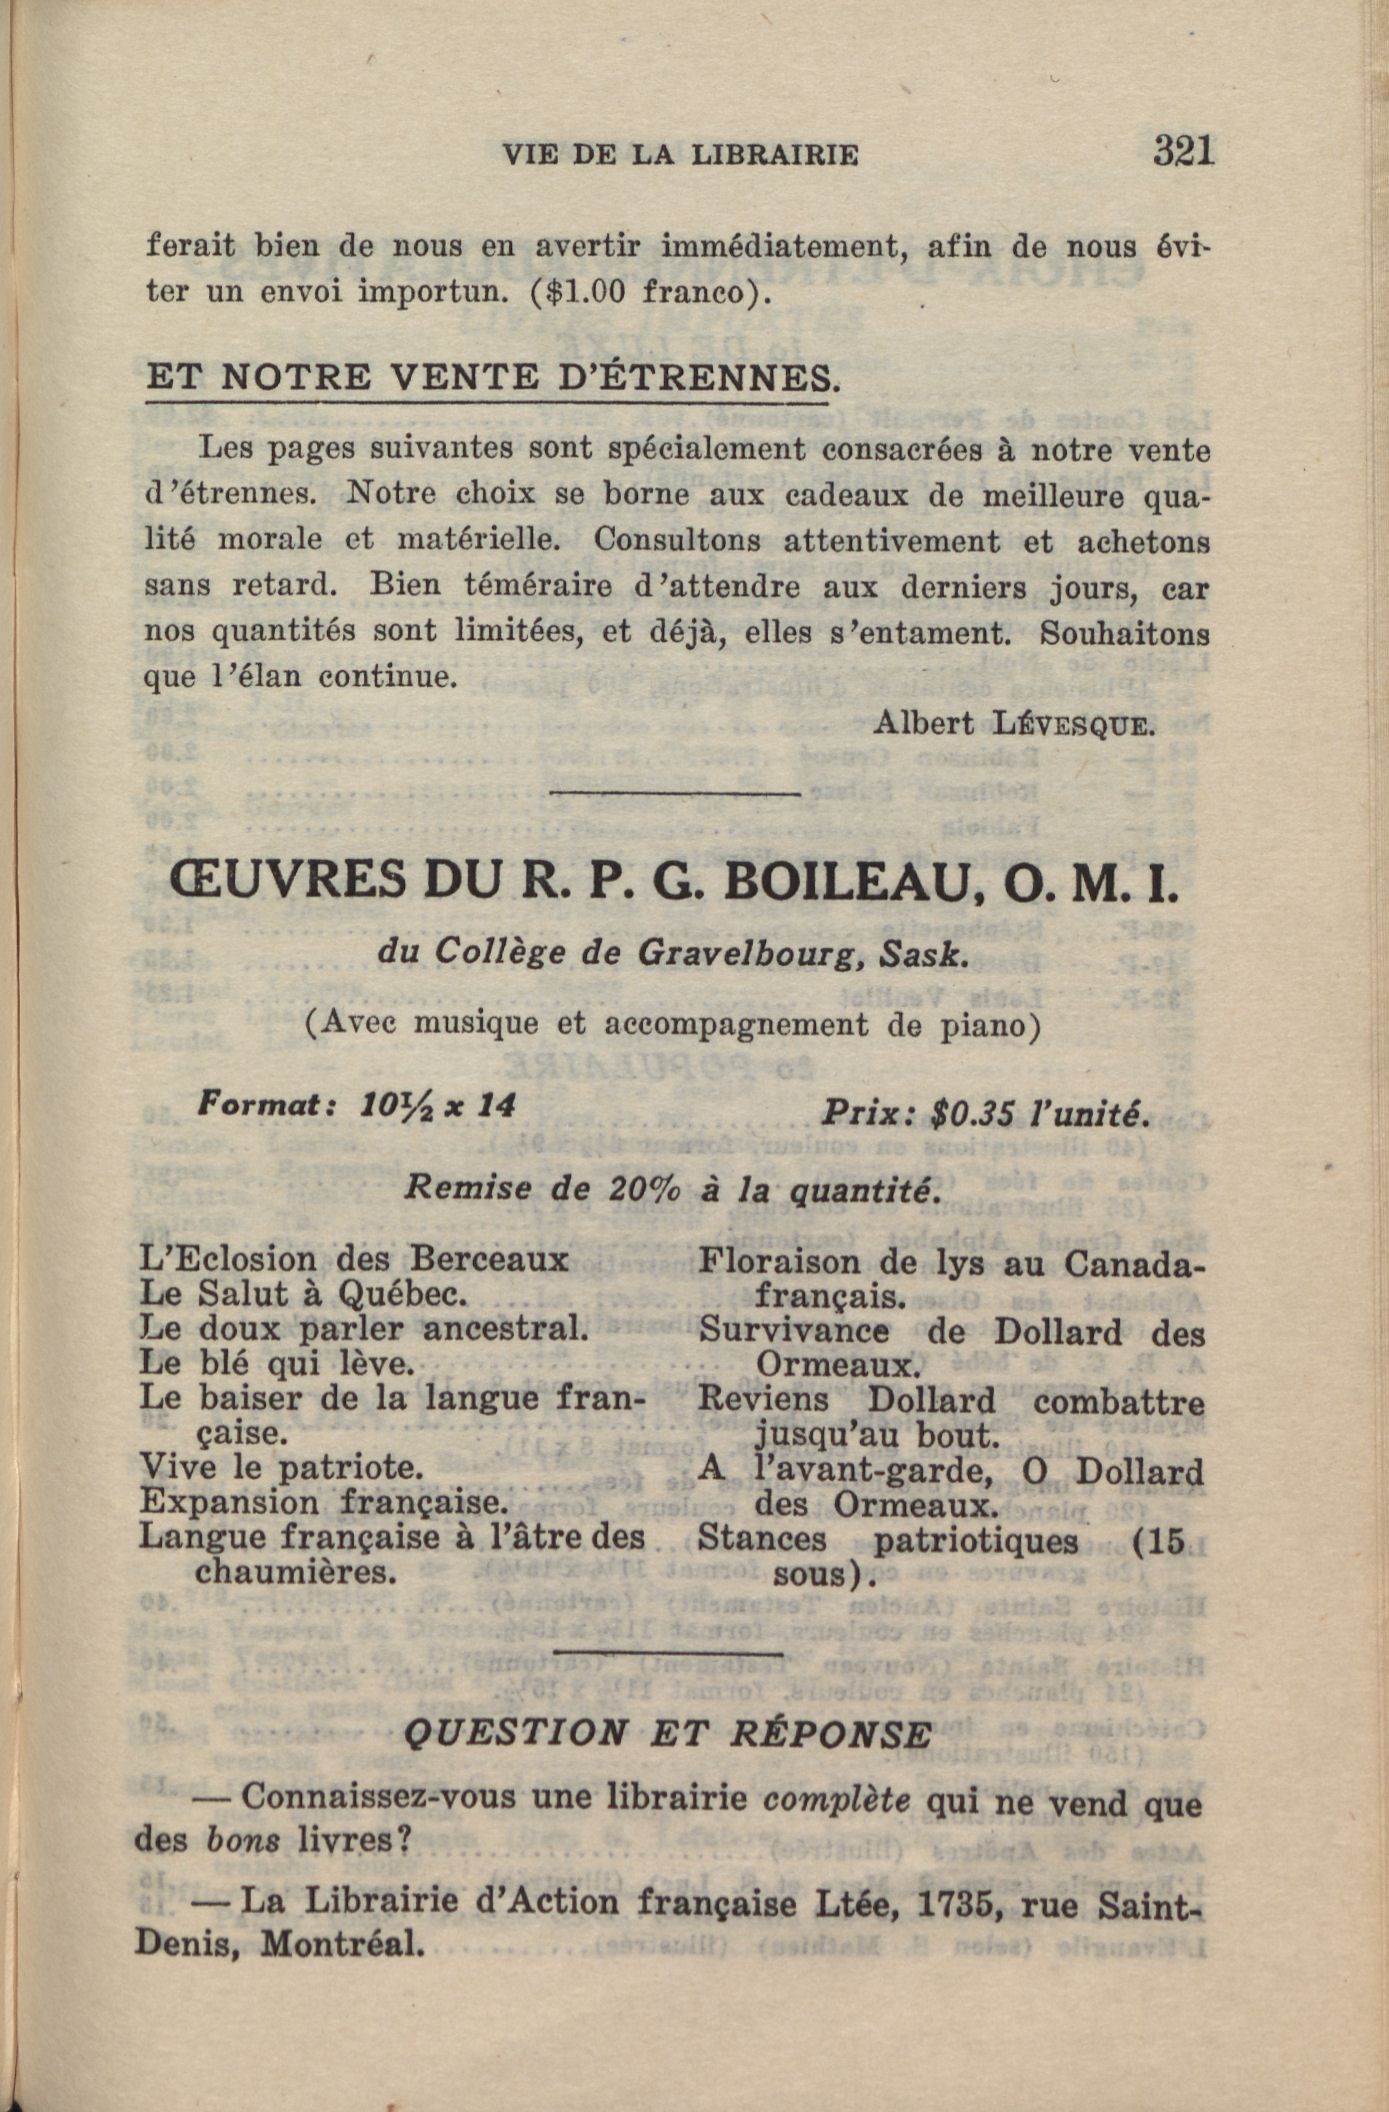 VIE DE LA LIBRAIRIE 321
ferait bien de nous en avertir immédiatement, afin de nous évi-
ter un envoi importun. ($1.00 franco).
ET NOTRE VENTE D'ÉTRENNES.
Les pages suivantes sont spécialement consacrées à notre vente
d'étrennes. Notre choix se borne aux cadeaux de meilleure qua-
lité morale et matérielle. Consultons attentivement et achetons
sans retard. Bien téméraire d'attendre aux derniers jours, car
nos quantités sont limitées, et déjà, elles s'entament. Souhaitons
que l'élan continue.
Albert LÉVESQUE.
ŒUVRES DU R. P. G. BOILEAU, O. M. I.
du Collège de Gravelbourg, Sask.
(Avec musique et accompagnement de piano)
Format: 10½ x 14 Prix: $0.35 l'unité.
Remise de 20% à la quantité.
L'Eclosion des Berceaux
Le Salut à Québec.
Le doux parler ancestral.
Le blé qui lève.
Le baiser de la langue fran-
çaise.
Vive le patriote.
Expansion française.
Langue française à l'âtre des
chaumières.
Floraison de lys au Canada-
français.
Survivance de Dollard des
Ormeaux.
Reviens Dollard combattre
jusqu'au bout.
A l'avant-garde, O Dollard
des Ormeaux.
Stances patriotiques (15
sous).
QUESTION ET RÉPONSE
— Connaissez-vous une librairie complète qui ne vend que
des bons livres?
— La Librairie d'Action française Ltée, 1735, rue Saint-
Denis, Montréal.